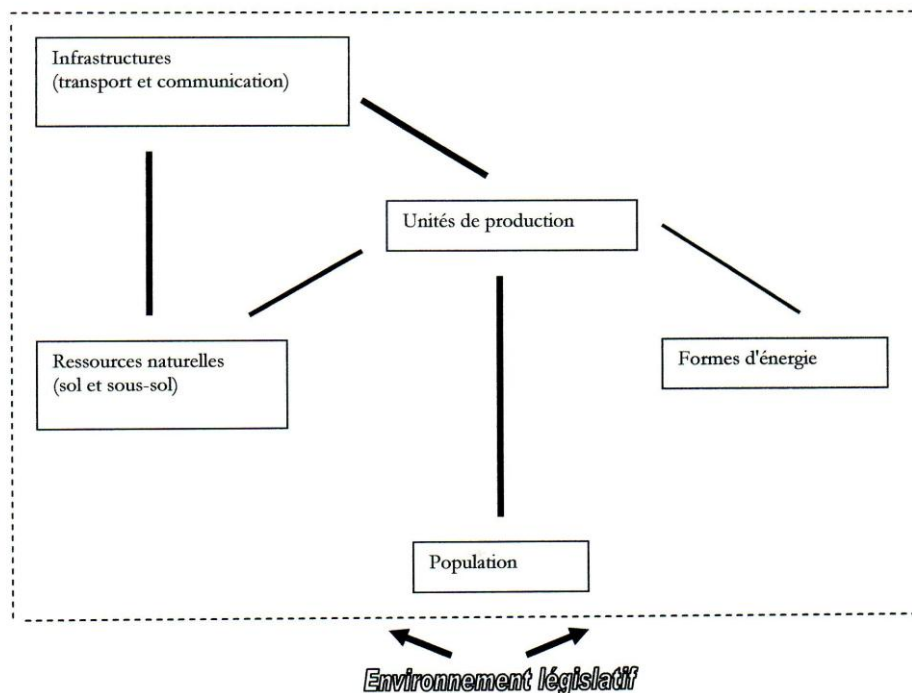 Infrastructures
(transport et communication)
Unités de production
Ressources naturelles
(sol et sous-sol)
Formes d'énergie
Population
Environnement législatif